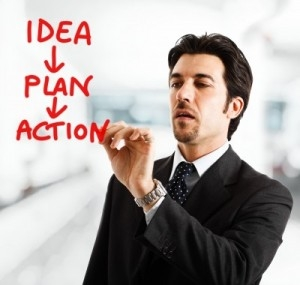 IDEA
↓
PLAN
↓
ACTION